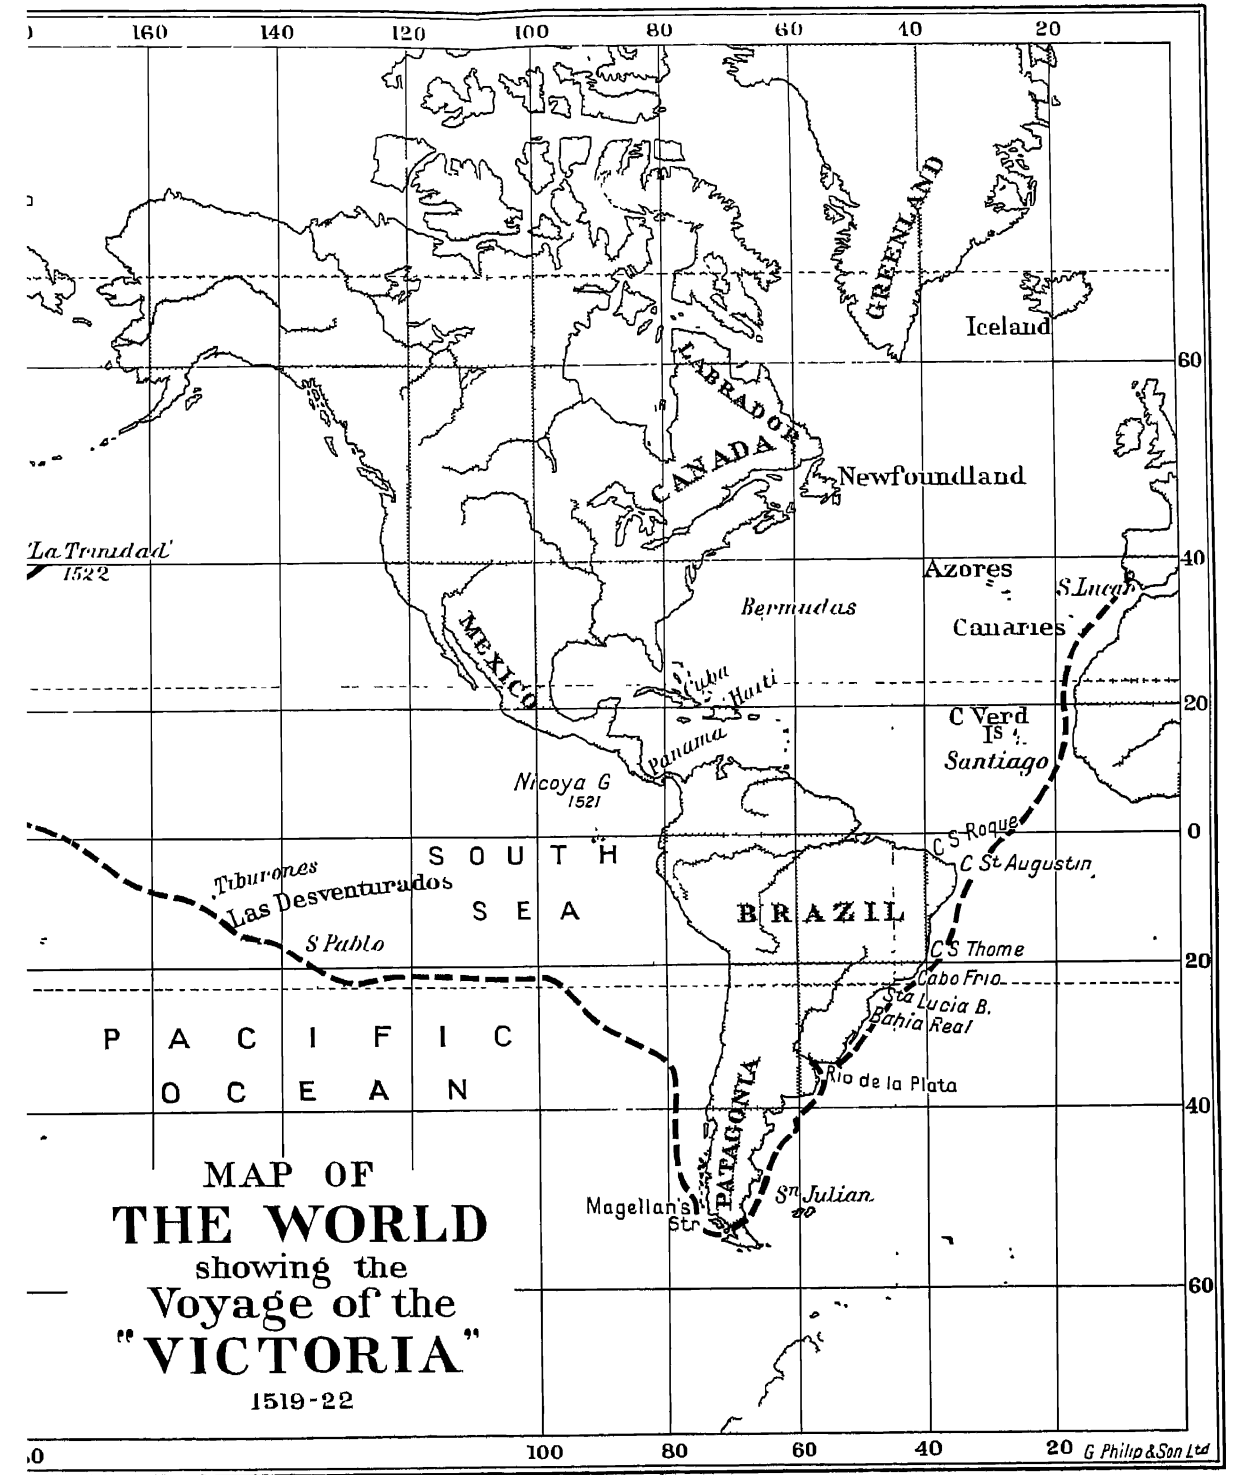 160 140 120 100 80 60 40 20
GREENLAND
Iceland
60
LABRADOR
CANADA
Newfoundland
'La Trinidad'
1522
40
Azores
S. Lucar
Bermudas
Canaries
MEXICO
Cuba
Haiti
20
C Verd
Is
Panama
Santiago
Nicoya G
1521
0
C S Roque
SOUTH
C St Augustin
Tiburones
Las Desventurados
SEA
BRAZIL
S Pablo
C S Thome
20
Cabo Frio
Sta Lucia B.
Bahia Real
PACIFIC
Rio de la Plata
OCEAN
40
PATAGONIA
MAP OF
Sn Julian
Magellan's
Str
THE WORLD
showing the
60
Voyage of the
"VICTORIA"
1519-22
100 80 60 40 20 G Philip & Son Ltd